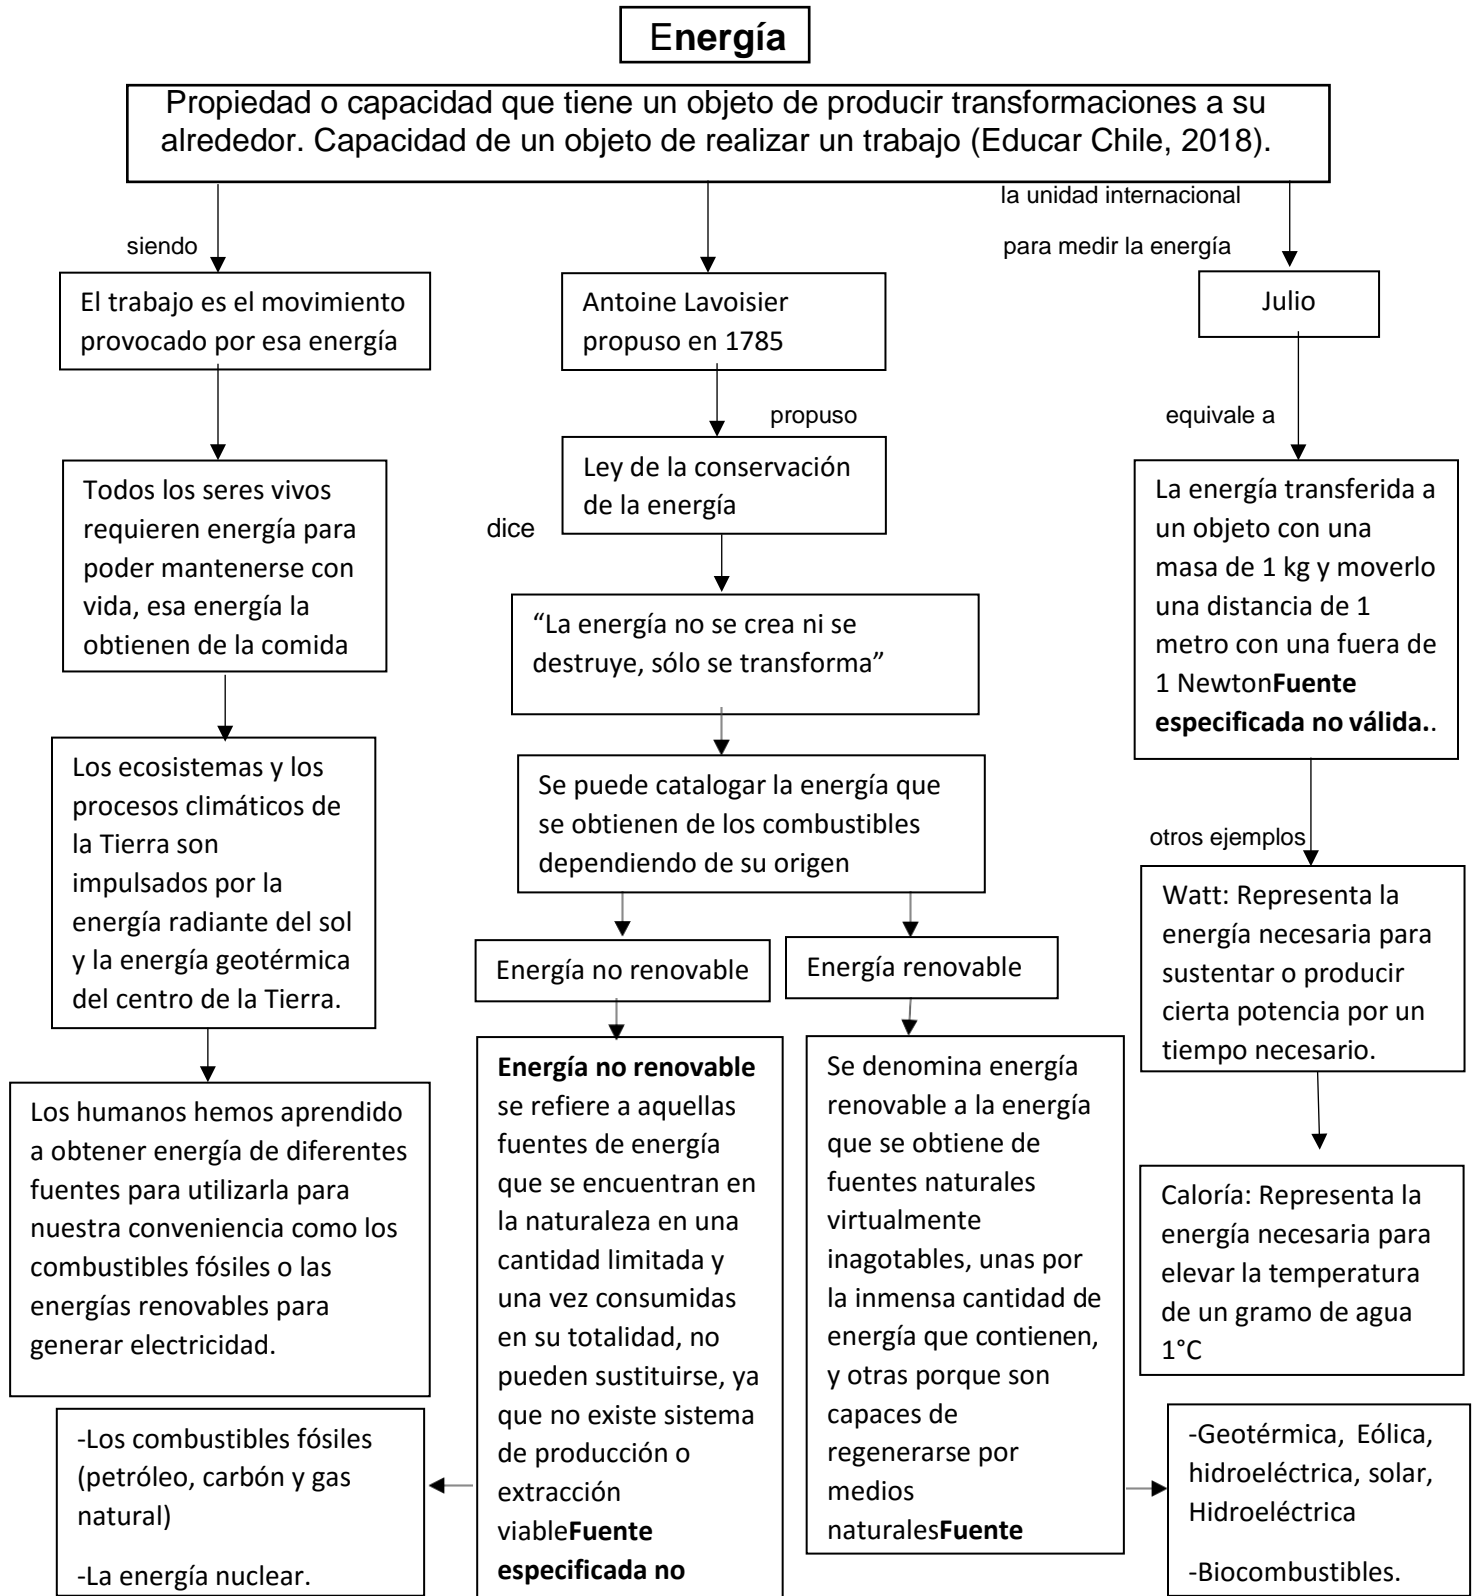 Energía
Propiedad o capacidad que tiene un objeto de producir transformaciones a su
alrededor. Capacidad de un objeto de realizar un trabajo (Educar Chile, 2018).
siendo
El trabajo es el movimiento
provocado por esa energía
Todos los seres vivos
requieren energía para
poder mantenerse con
vida, esa energía la
obtienen de la comida
Los ecosistemas y los
procesos climáticos de
la Tierra son
impulsados por la
energía radiante del sol
y la energía geotérmica
del centro de la Tierra.
Los humanos hemos aprendido
a obtener energía de diferentes
fuentes para utilizarla para
nuestra conveniencia como los
combustibles fósiles o las
energías renovables para
generar electricidad.
Antoine Lavoisier
propuso en 1785
propuso
Ley de la conservación
de la energía
dice
“La energía no se crea ni se
destruye, sólo se transforma”
Se puede catalogar la energía que
se obtienen de los combustibles
dependiendo de su origen
Energía no renovable
Energía no renovable
se refiere a aquellas
fuentes de energía
que se encuentran en
la naturaleza en una
cantidad limitada y
una vez consumidas
en su totalidad, no
pueden sustituirse, ya
que no existe sistema
de producción o
extracción
viableFuente
especificada no
-Los combustibles fósiles
(petróleo, carbón y gas
natural)
-La energía nuclear.
Energía renovable
Se denomina energía
renovable a la energía
que se obtiene de
fuentes naturales
virtualmente
inagotables, unas por
la inmensa cantidad de
energía que contienen,
y otras porque son
capaces de
regenerarse por
medios
naturalesFuente
-Geotérmica, Eólica,
hidroeléctrica, solar,
Hidroeléctrica
-Biocombustibles.
la unidad internacional
para medir la energía
Julio
equivale a
La energía transferida a
un objeto con una
masa de 1 kg y moverlo
una distancia de 1
metro con una fuera de
1 NewtonFuente
especificada no válida..
otros ejemplos
Watt: Representa la
energía necesaria para
sustentar o producir
cierta potencia por un
tiempo necesario.
Caloría: Representa la
energía necesaria para
elevar la temperatura
de un gramo de agua
1°C